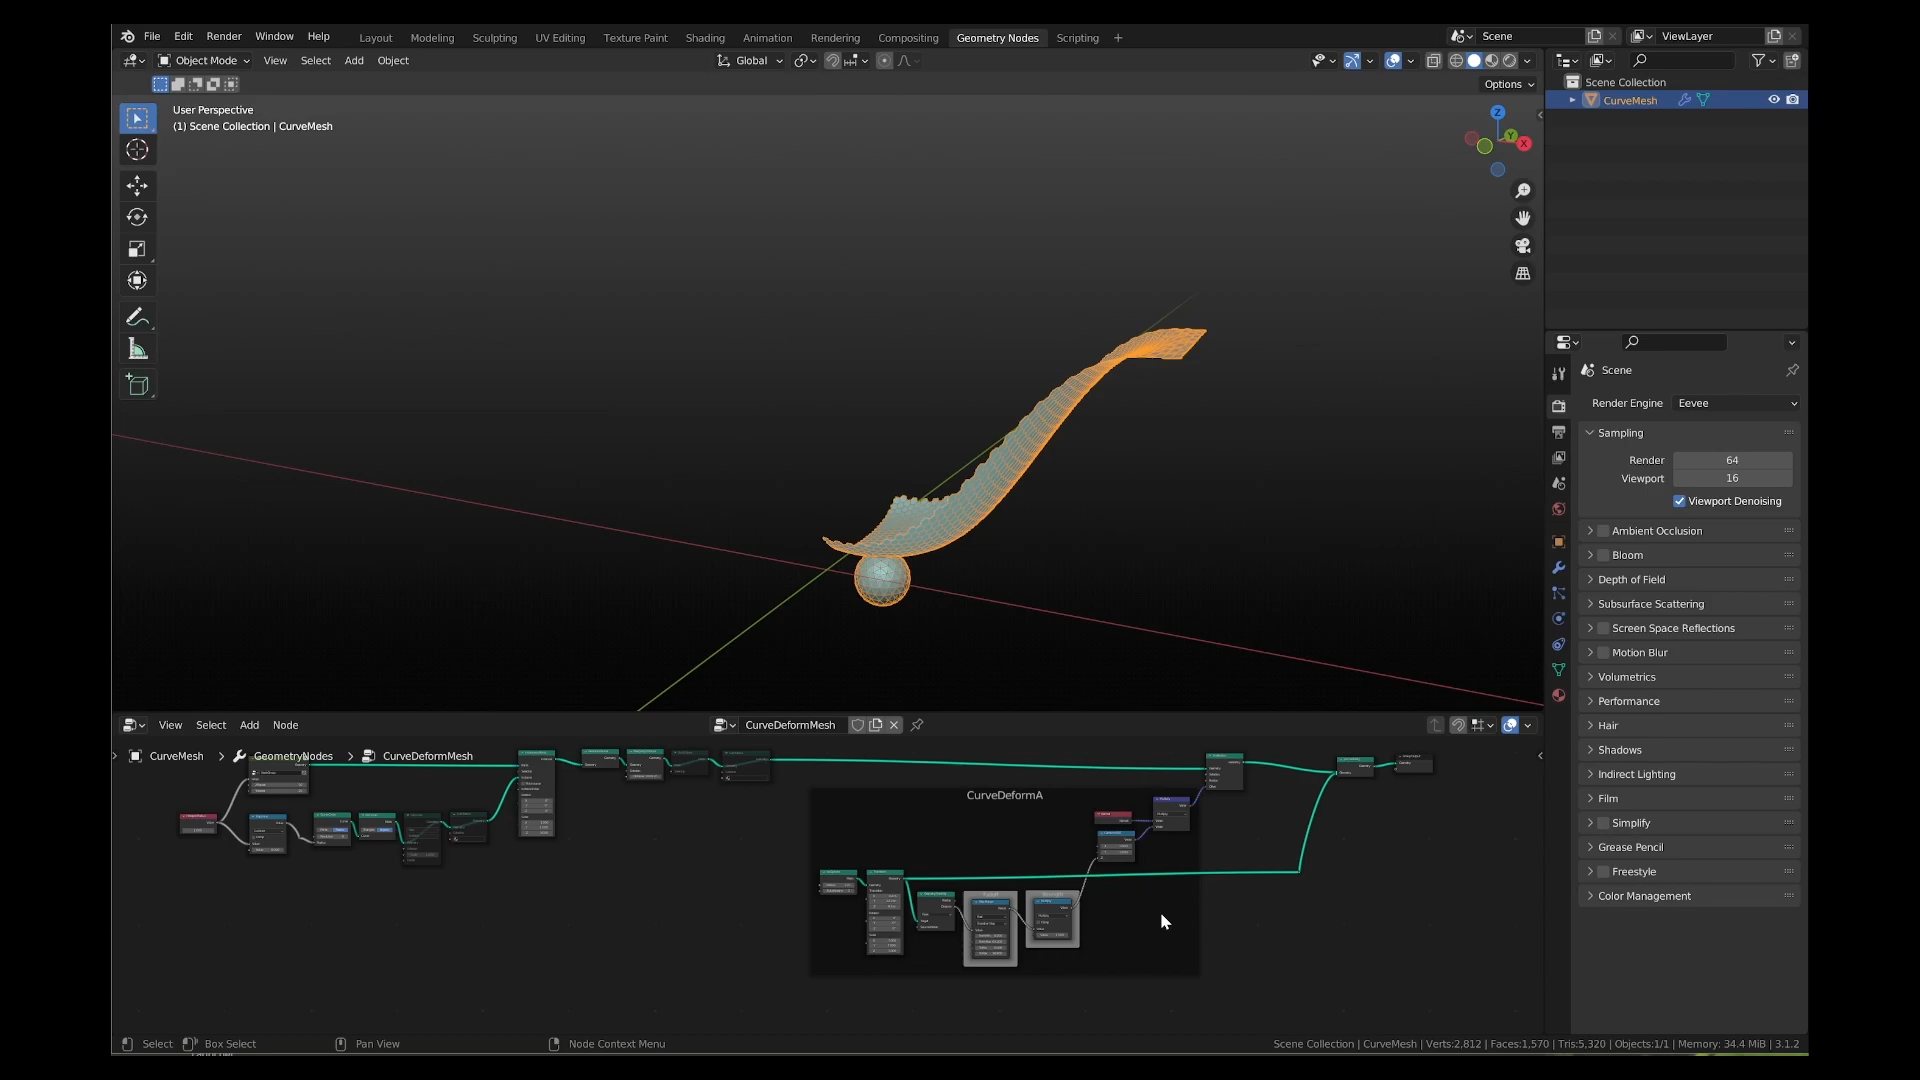 File Edit Render Window Help Layout Modeling Sculpting UV Editing Texture Paint Shading Animation Rendering Compositing Geometry Nodes Scripting + Scene ViewLayer
Object Mode View Select Add Object Global
Options
User Perspective
(1) Scene Collection | CurveMesh
Z
Y
X
Scene Collection
CurveMesh
Scene
Render Engine Eevee
Sampling
Render 64
Viewport 16
Viewport Denoising
Ambient Occlusion
Bloom
Depth of Field
Subsurface Scattering
Screen Space Reflections
Motion Blur
Volumetrics
Performance
Hair
Shadows
Indirect Lighting
Film
Simplify
Grease Pencil
Freestyle
Color Management
View Select Add Node CurveDeformMesh
CurveMesh > GeometryNodes > CurveDeformMesh
CurveDeformA
Select Box Select Pan View Node Context Menu
Scene Collection | CurveMesh | Verts:2,812 | Faces:1,570 | Tris:5,320 | Objects:1/1 | Memory: 34.4 MiB | 3.1.2